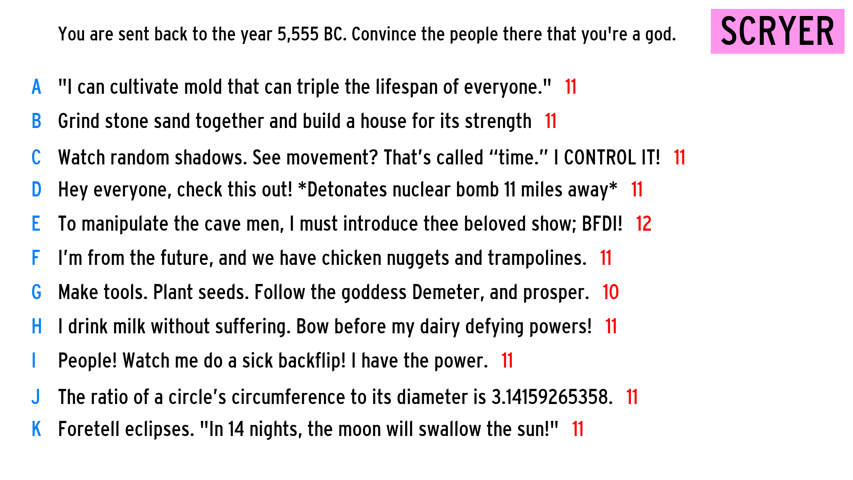 You are sent back to the year 5,555 BC. Convince the people there that you're a god.
SCRYER
A "I can cultivate mold that can triple the lifespan of everyone." 11
B Grind stone sand together and build a house for its strength 11
C Watch random shadows. See movement? That’s called “time.” I CONTROL IT! 11
D Hey everyone, check this out! *Detonates nuclear bomb 11 miles away* 11
E To manipulate the cave men, I must introduce thee beloved show; BFDI! 12
F I’m from the future, and we have chicken nuggets and trampolines. 11
G Make tools. Plant seeds. Follow the goddess Demeter, and prosper. 10
H I drink milk without suffering. Bow before my dairy defying powers! 11
I People! Watch me do a sick backflip! I have the power. 11
J The ratio of a circle’s circumference to its diameter is 3.14159265358. 11
K Foretell eclipses. "In 14 nights, the moon will swallow the sun!" 11